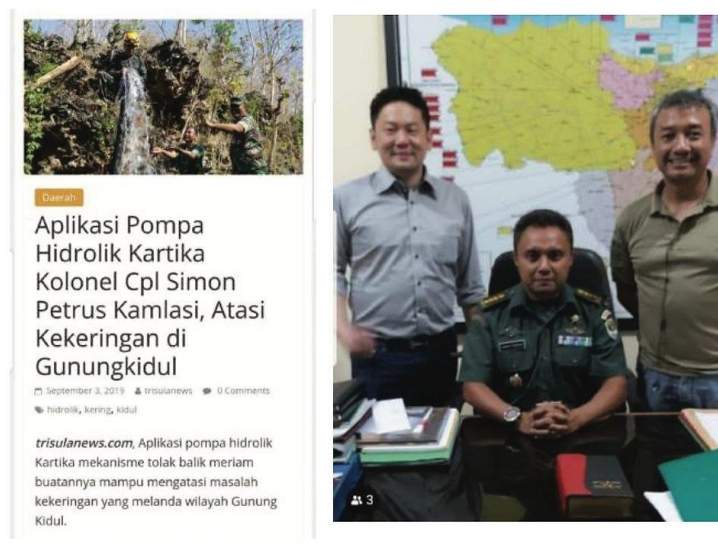 Daerah
Aplikasi Pompa
Hidrolik Kartika
Kolonel Cpl Simon
Petrus Kamlasi, Atasi
Kekeringan di
Gunungkidul
September 3, 2019 trisulanews 0 Comments
hidrolik, kering, kidul
trisulanews.com, Aplikasi pompa hidrolik
Kartika mekanisme tolak balik meriam
buatannya mampu mengatasi masalah
kekeringan yang melanda wilayah Gunung
Kidul.
3